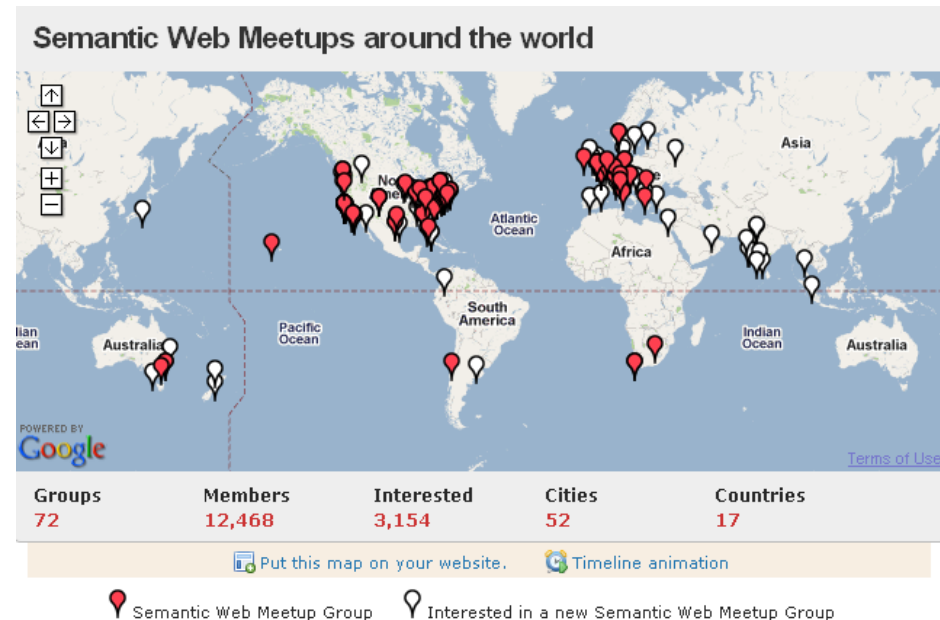 Semantic Web Meetups around the world
Asia
Atlantic
Ocean
Africa
South
America
Pacific
Ocean
Indian
Ocean
Australia
Australia
POWERED BY
Google
Terms of Use
Groups Members Interested Cities Countries
72 12,468 3,154 52 17
Put this map on your website. Timeline animation
Semantic Web Meetup Group Interested in a new Semantic Web Meetup Group